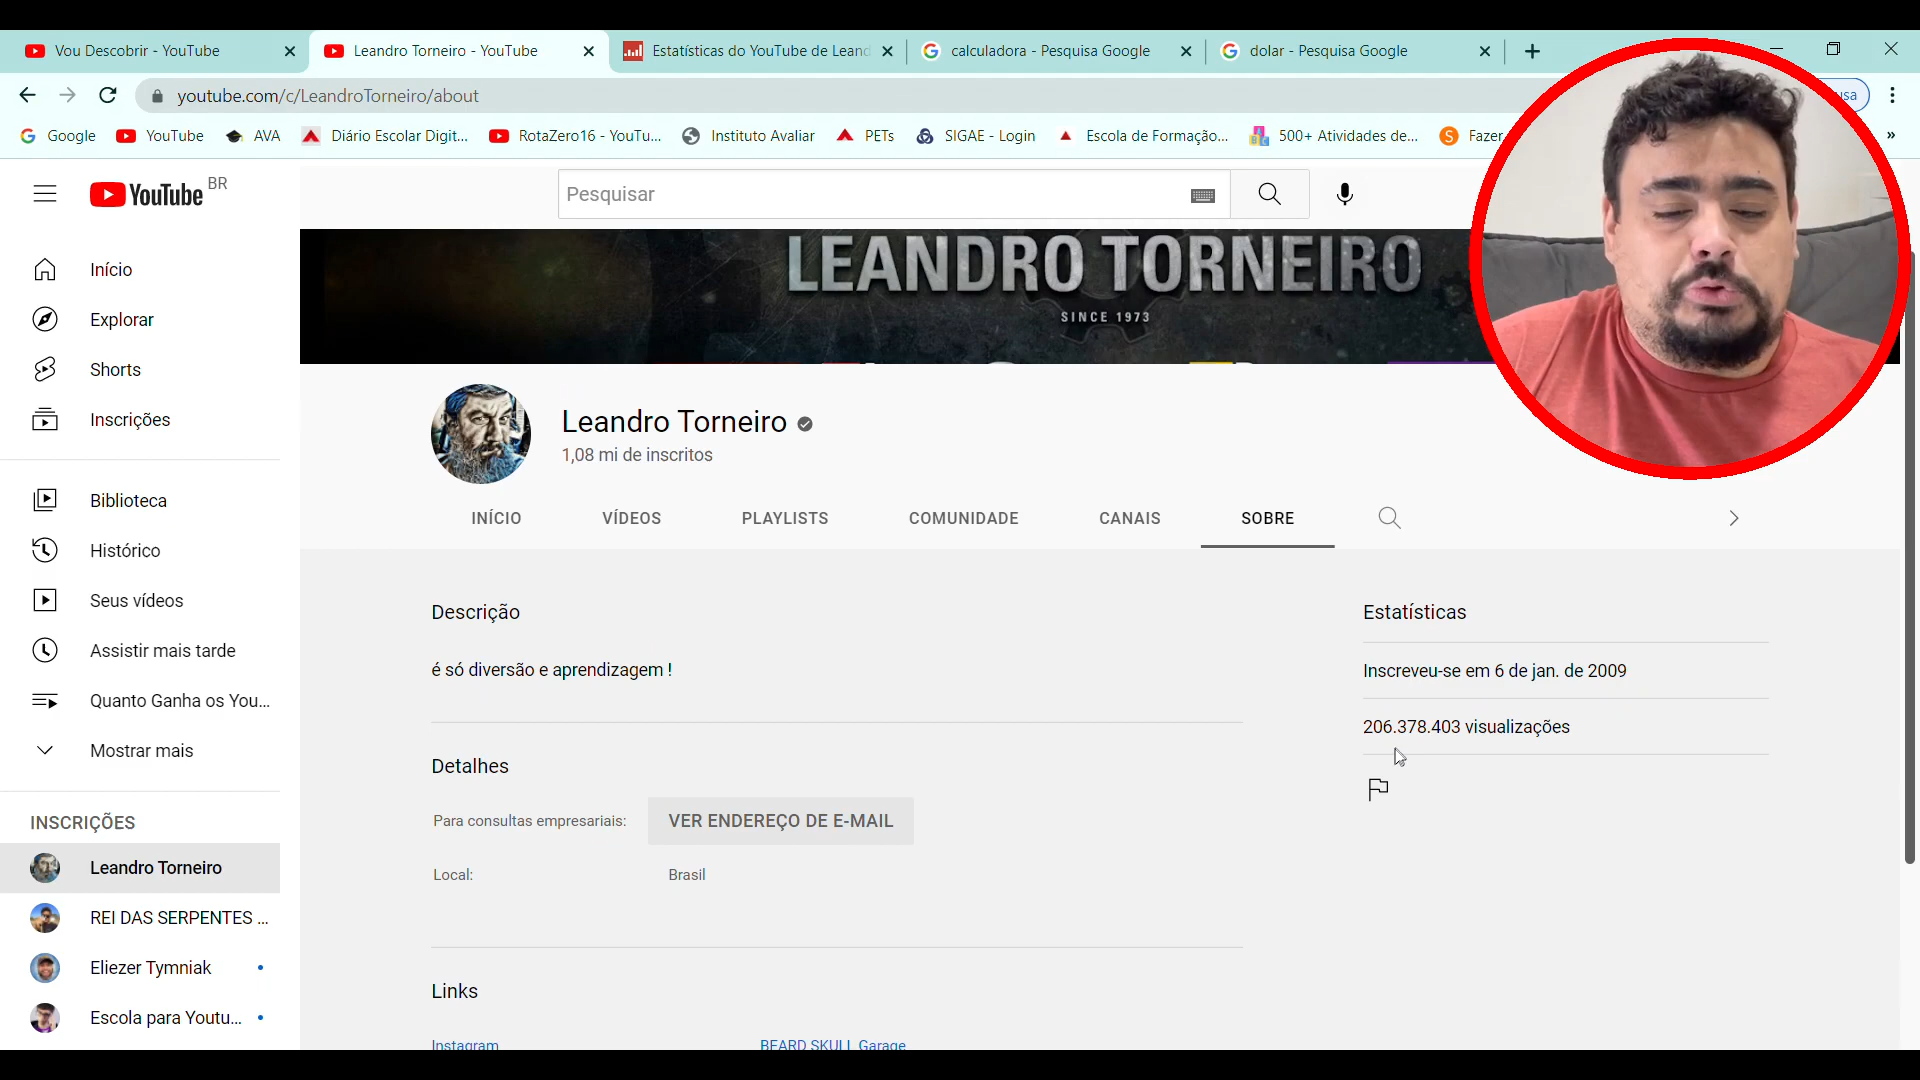 Vou Descobrir - YouTube
Leandro Torneiro - YouTube
Estatísticas do YouTube de Leand
calculadora - Pesquisa Google
dolar - Pesquisa Google
youtube.com/c/LeandroTorneiro/about
usa
Google
YouTube
AVA
Diário Escolar Digit...
RotaZero16 - YouTu...
Instituto Avaliar
PETs
SIGAE - Login
Escola de Formação...
500+ Atividades de...
Fazer
YouTube BR
Pesquisar
Início
Explorar
Shorts
Inscrições
Biblioteca
Histórico
Seus vídeos
Assistir mais tarde
Quanto Ganha os You...
Mostrar mais
INSCRIÇÕES
Leandro Torneiro
REI DAS SERPENTES ...
Eliezer Tymniak
Escola para Youtu...
LEANDRO TORNEIRO
SINCE 1973
Leandro Torneiro
1,08 mi de inscritos
INÍCIO
VÍDEOS
PLAYLISTS
COMUNIDADE
CANAIS
SOBRE
Descrição
é só diversão e aprendizagem !
Detalhes
Para consultas empresariais:
VER ENDEREÇO DE E-MAIL
Local:
Brasil
Links
Instagram
BEARD SKULL Garage
Estatísticas
Inscreveu-se em 6 de jan. de 2009
206.378.403 visualizações